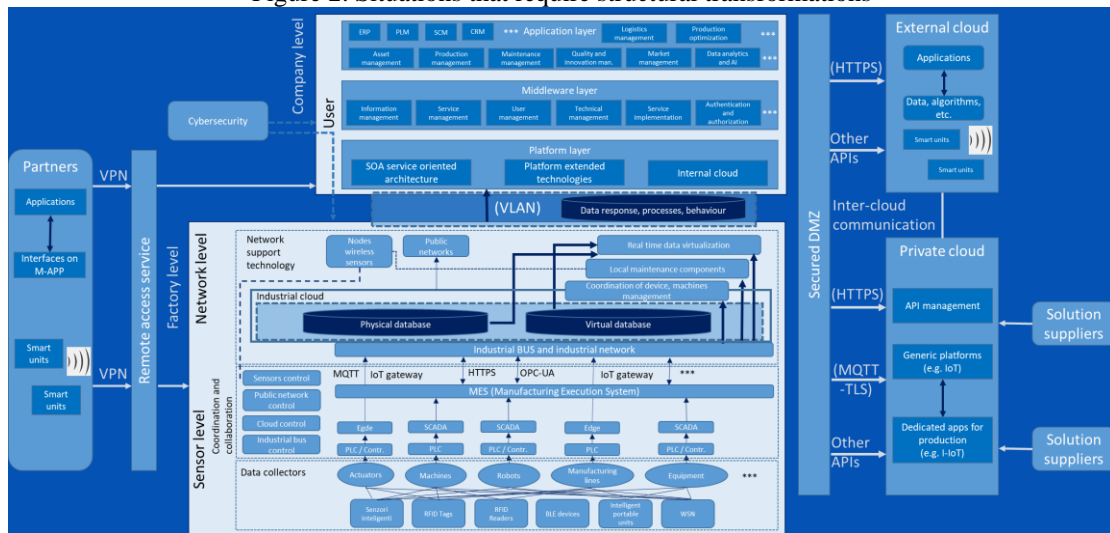 Figure 2. Situations that require structural transformations
Company level
User
ERP
PLM
SCM
CRM
*** Application layer
Logistics
management
Production
optimization
***
Asset
management
Production
management
Maintenance
management
Quality and
innovation man.
Market
management
Data analytics
and AI
***
Middleware layer
Information
management
Service
management
User
management
Technical
management
Service
Implementation
Authentication
and
authorization
***
Platform layer
SOA service oriented
architecture
Platform extended
technologies
Internal cloud
(VLAN)
Data response, processes, behaviour
Cybersecurity
Partners
Applications
Interfaces on
M-APP
Smart
units
Smart
units
VPN
VPN
Remote access service
Factory level
Network level
Network
support
technology
Nodes
wireless
sensors
Public
networks
Real time data virtualization
Local maintenance components
Coordination of device, machines
management
Industrial cloud
Physical database
Virtual database
Industrial BUS and industrial network
Sensor level
Coordination and
collaboration
Sensors control
Public network
control
Cloud control
Industrial bus
control
MQTT
IoT gateway
HTTPS
OPC-UA
IoT gateway
***
MES (Manufacturing Execution System)
Egde
SCADA
SCADA
Edge
SCADA
PLC / Contr.
PLC
PLC / Contr.
PLC
PLC / Contr.
Data collectors
Actuators
Machines
Robots
Manufacturing
lines
Equipment
***
Senzori
inteligenti
RFID Tags
RFID
Readers
BLE devices
Intelligent
portable
units
WSN
Secured DMZ
(HTTPS)
Other
APIs
Inter-cloud
communication
(HTTPS)
(MQTT
-TLS)
Other
APIs
External cloud
Applications
Data, algorithms,
etc.
Smart units
Smart units
Private cloud
API management
Generic platforms
(e.g. IoT)
Dedicated apps for
production
(e.g. I-IoT)
Solution
suppliers
Solution
suppliers